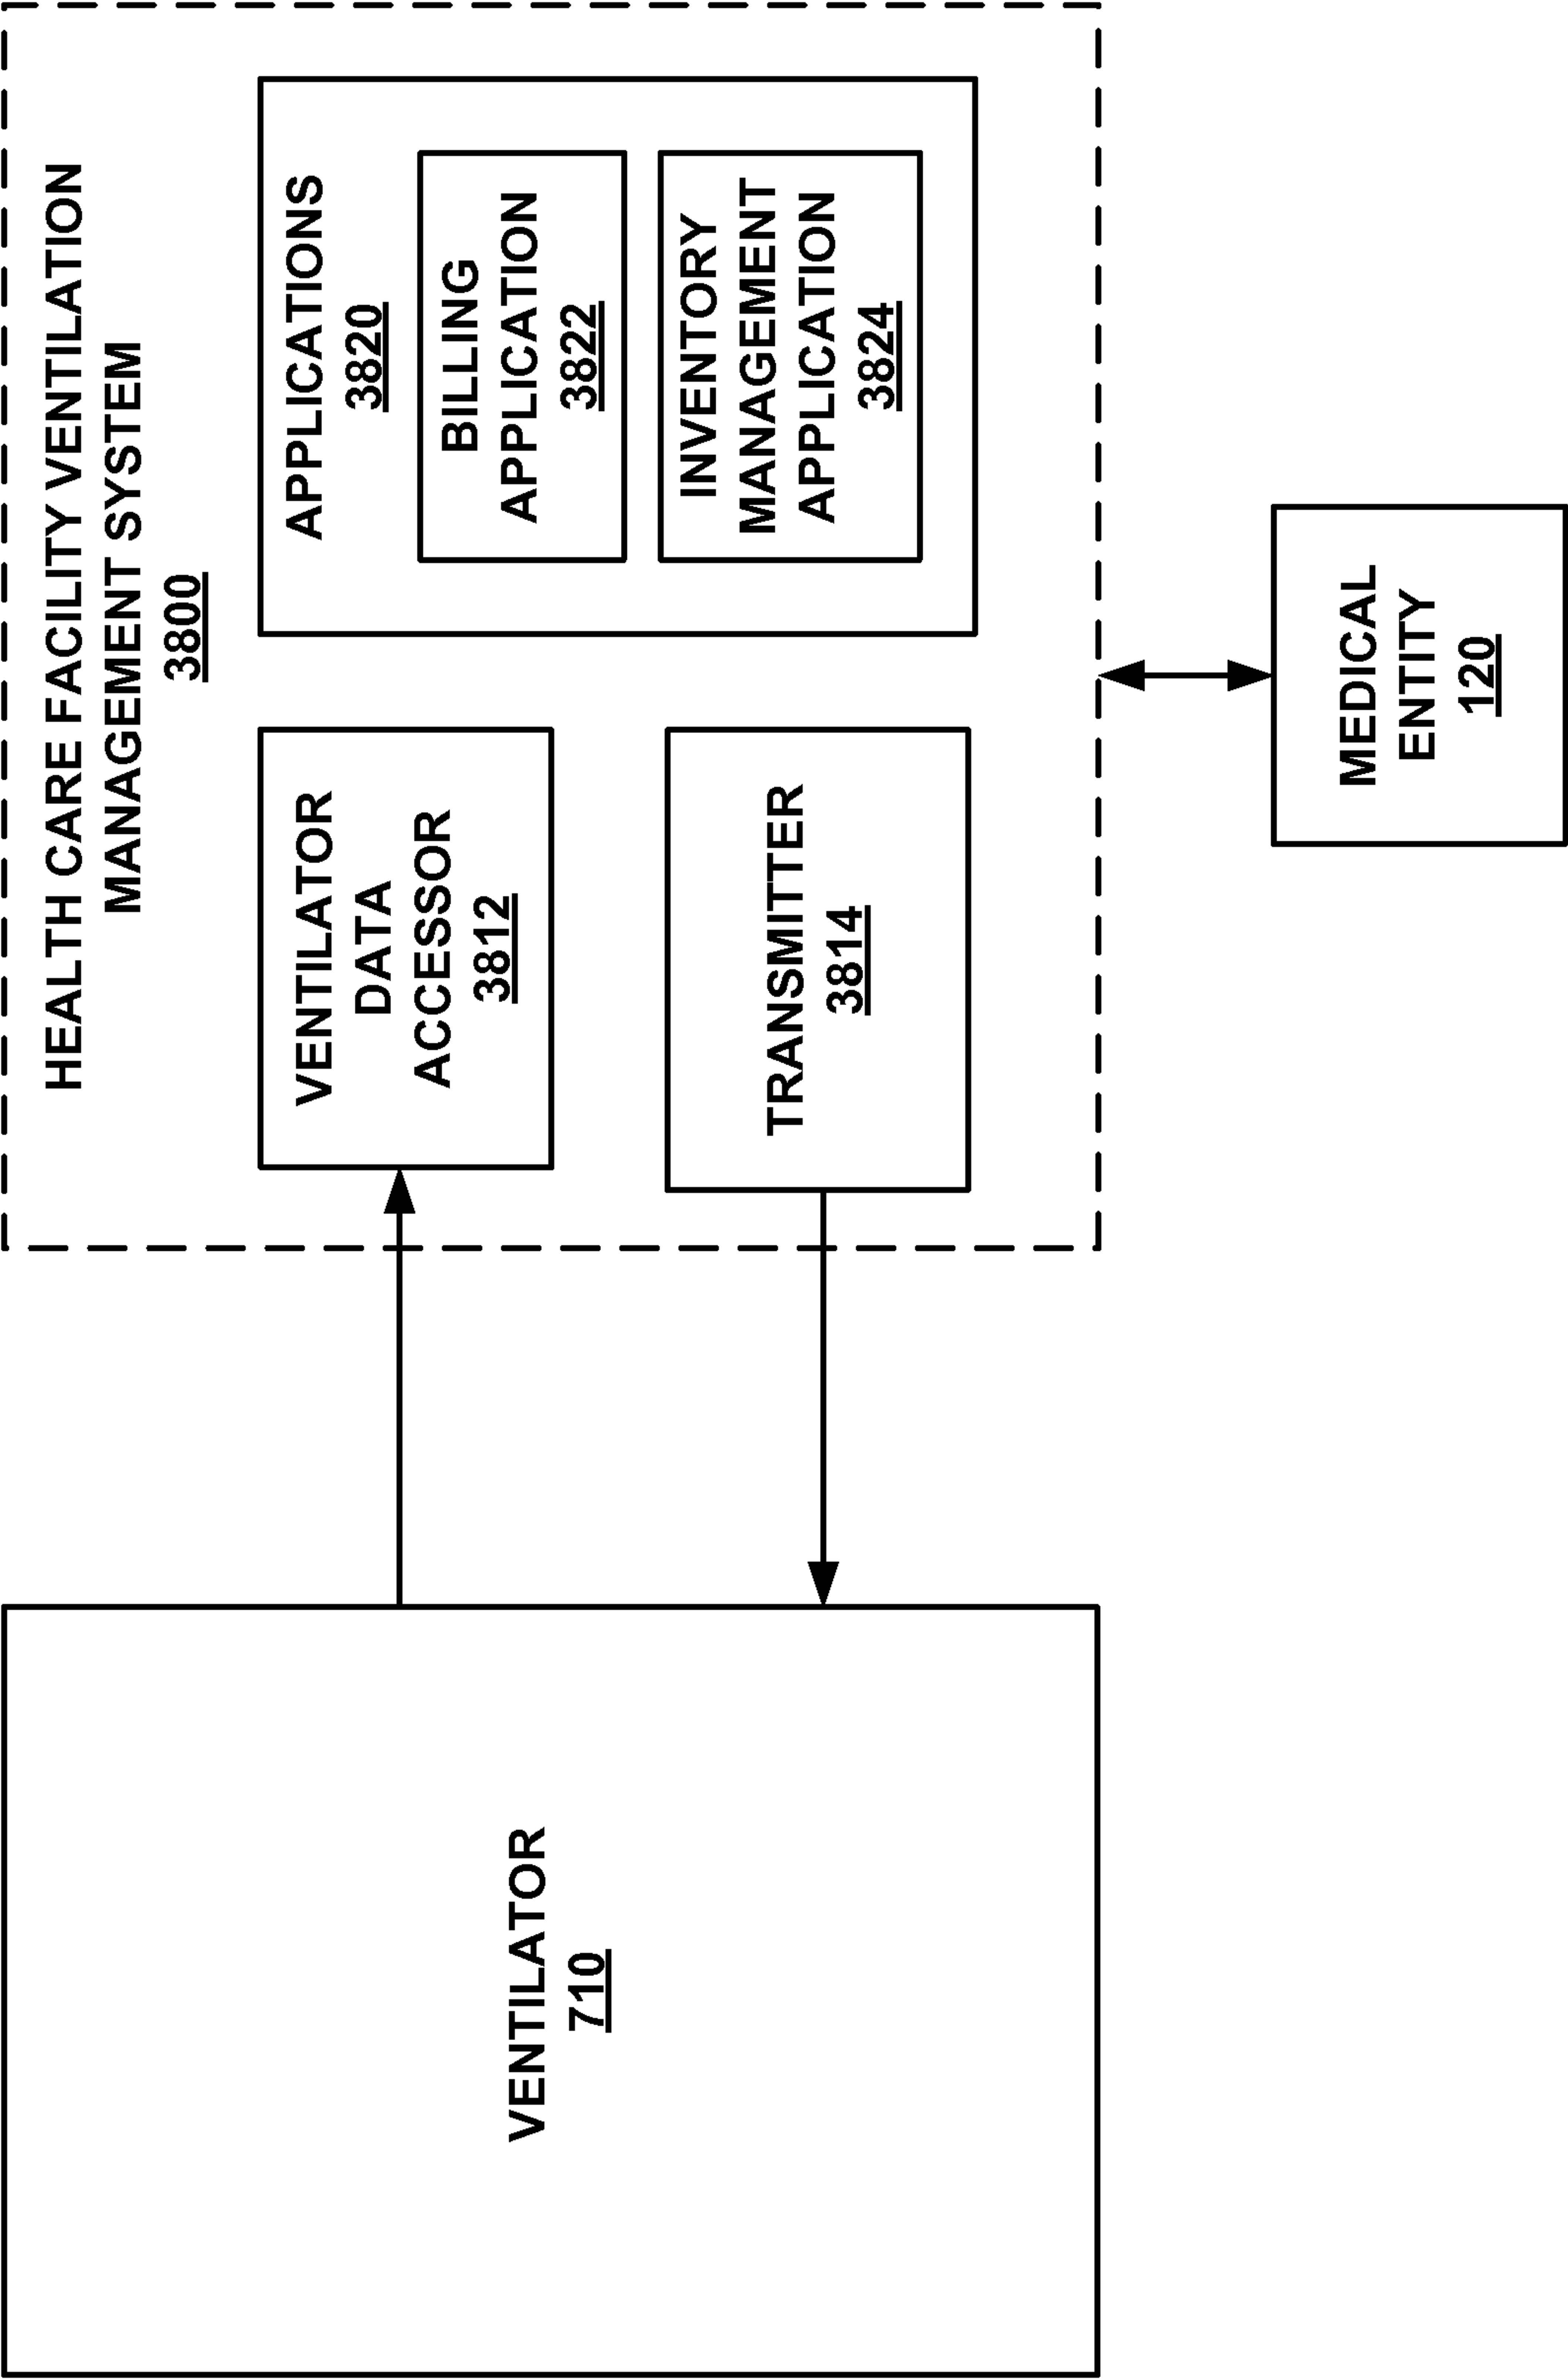 HEALTH CARE FACILITY VENTILATION
MANAGEMENT SYSTEM
3800
VENTILATOR
710
VENTILATOR
DATA
ACCESSOR
3812
TRANSMITTER
3814
APPLICATIONS
3820
BILLING
APPLICATION
3822
INVENTORY
MANAGEMENT
APPLICATION
3824
MEDICAL
ENTITY
120